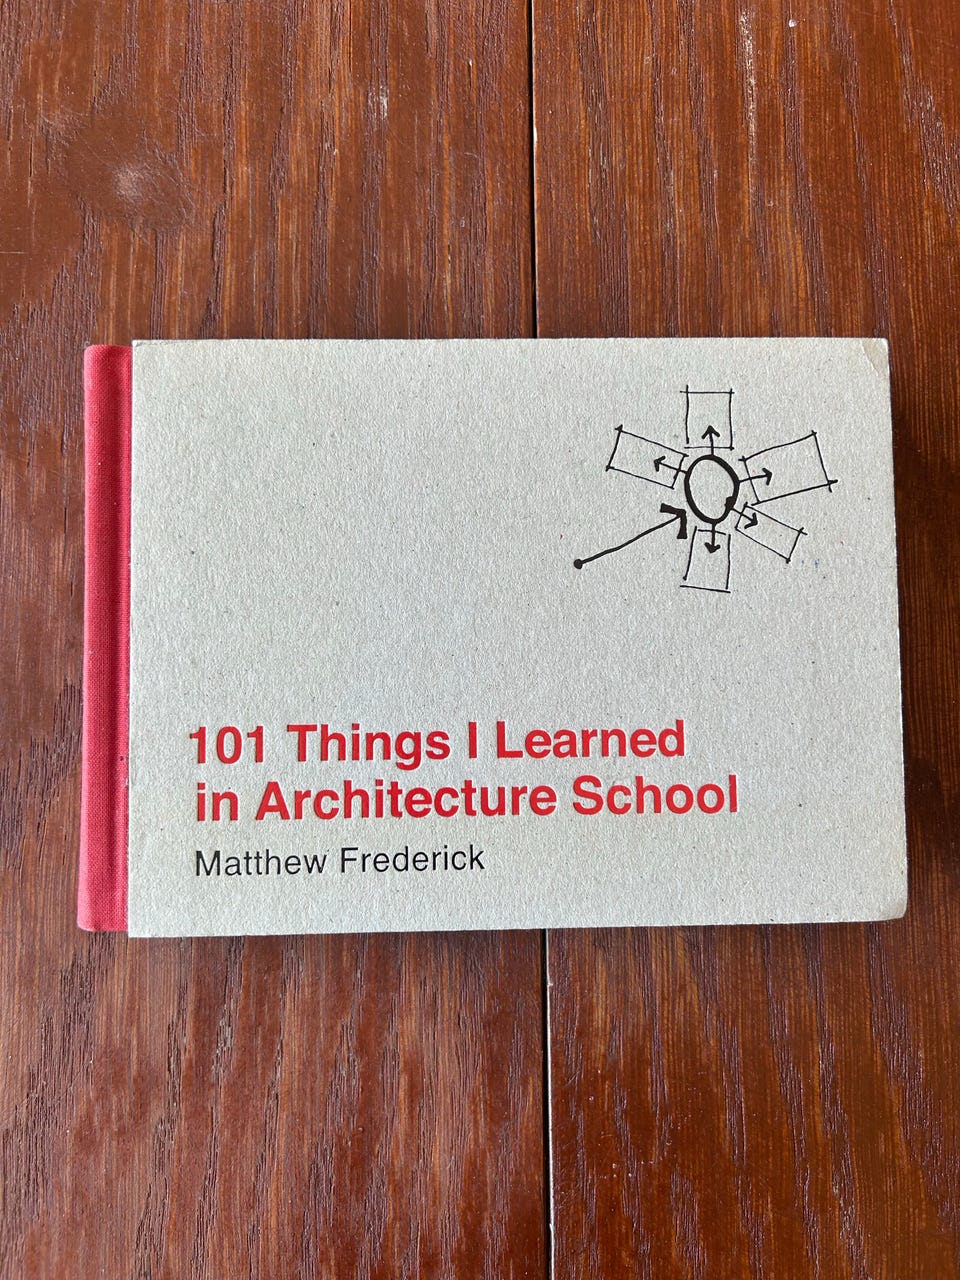 101 Things I Learned
in Architecture School
Matthew Frederick